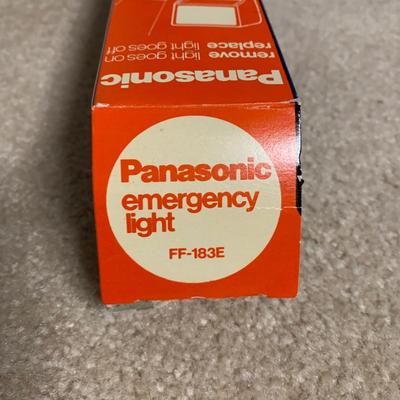 remove light goes on
replace light goes off
Panasonic
Panasonic
emergency
light
FF-183E